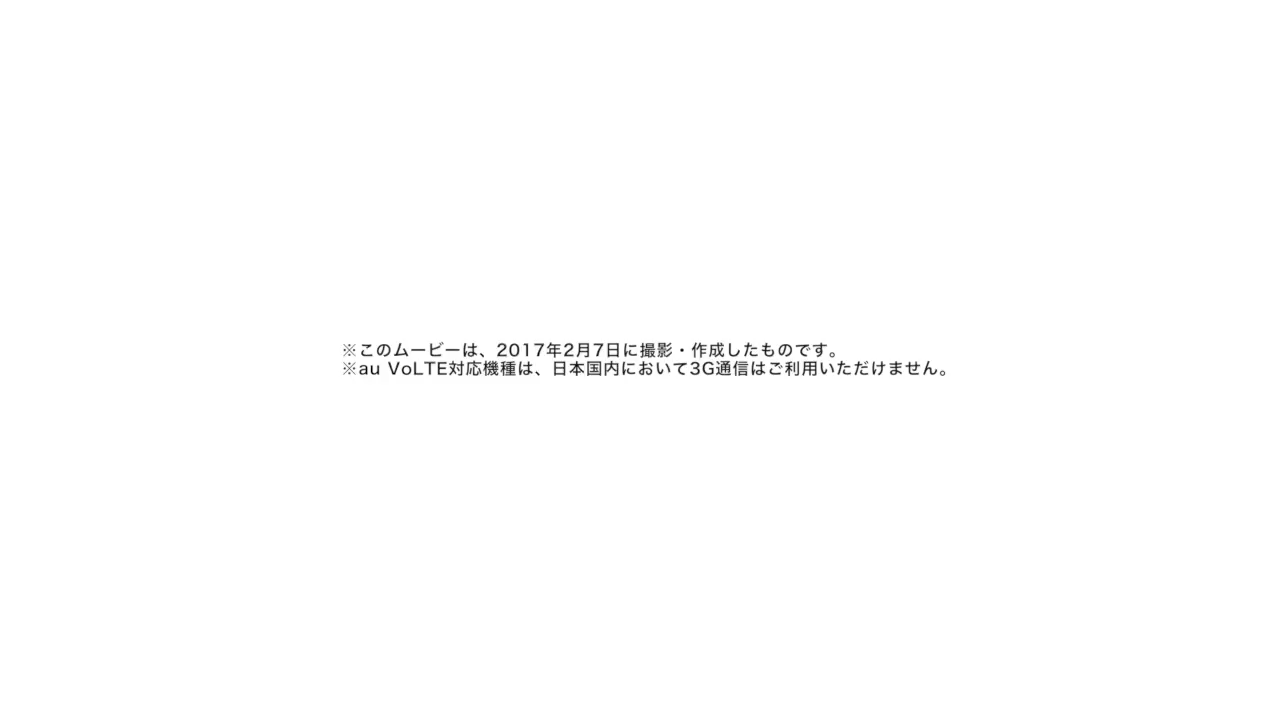 ※このムービーは、2017年2月7日に撮影・作成したものです。
※au VoLTE対応機種は、日本国内において3G通信はご利用いただけません。